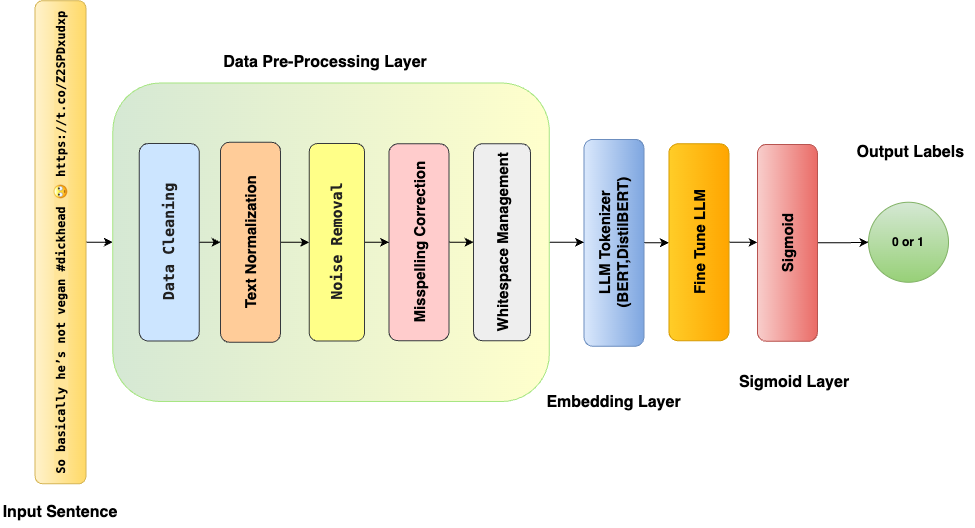 So basically he's not vegan #dickhead 🙄 https://t.co/Z2SPDxudxp
Input Sentence
Data Pre-Processing Layer
Data Cleaning
Text Normalization
Noise Removal
Misspelling Correction
Whitespace Management
LLM Tokenizer
(BERT,DistilBERT)
Embedding Layer
Fine Tune LLM
Sigmoid
Sigmoid Layer
Output Labels
0 or 1